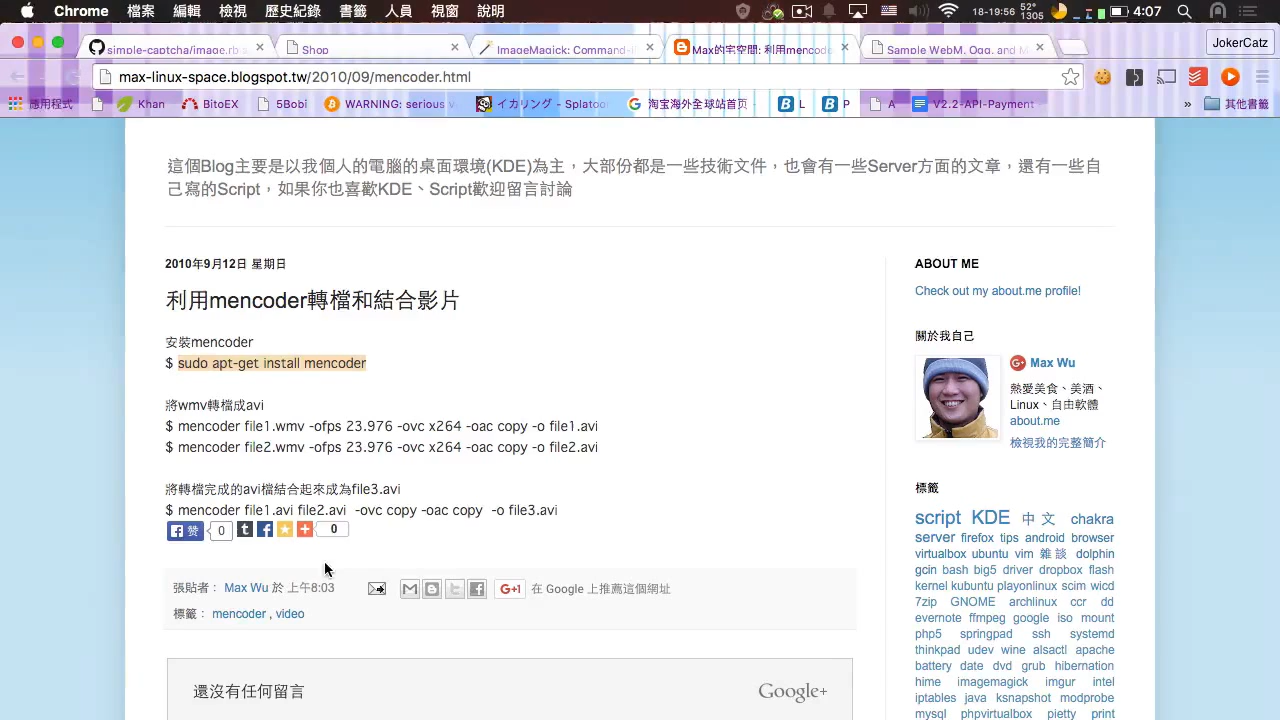 Chrome 檔案 編輯 檢視 歷史紀錄 書籤 人員 視窗 說明 18-19:56 52° 1305 4:07
simple-captcha/image.rb a Shop ImageMagick: Command-l Max的宅空間: 利用mencode Sample WebM, Ogg, and M JokerCatz
max-linux-space.blogspot.tw/2010/09/mencoder.html
應用程式 Khan BitoEX 5Bobi WARNING: serious イカリング - Splatoo 淘宝海外全球站首页 L P A V2.2-API-Payment » 其他書籤
這個Blog主要是以我個人的電腦的桌面環境(KDE)為主，大部份都是一些技術文件，也會有一些Server方面的文章，還有一些自
己寫的Script，如果你也喜歡KDE、Script歡迎留言討論
2010年9月12日 星期日
利用mencoder轉檔和結合影片
安裝mencoder
$ sudo apt-get install mencoder
將wmv轉檔成avi
$ mencoder file1.wmv -ofps 23.976 -ovc x264 -oac copy -o file1.avi
$ mencoder file2.wmv -ofps 23.976 -ovc x264 -oac copy -o file2.avi
將轉檔完成的avi檔結合起來成為file3.avi
$ mencoder file1.avi file2.avi -ovc copy -oac copy -o file3.avi
赞 0 0
張貼者： Max Wu 於 上午8:03 G+1 在 Google 上推薦這個網址
標籤： mencoder , video
還沒有任何留言 Google+
ABOUT ME
Check out my about.me profile!
關於我自己
Max Wu
熱愛美食、美酒、
Linux、自由軟體
about.me
檢視我的完整簡介
標籤
script KDE 中文 chakra
server firefox tips android browser
virtualbox ubuntu vim 雜談 dolphin
gcin bash big5 driver dropbox flash
kernel kubuntu playonlinux scim wicd
7zip GNOME archlinux ccr dd
evernote ffmpeg google iso mount
php5 springpad ssh systemd
thinkpad udev wine alsactl apache
battery date dvd grub hibernation
hime imagemagick imgur intel
iptables java ksnapshot modprobe
mysql phpvirtualbox pietty print